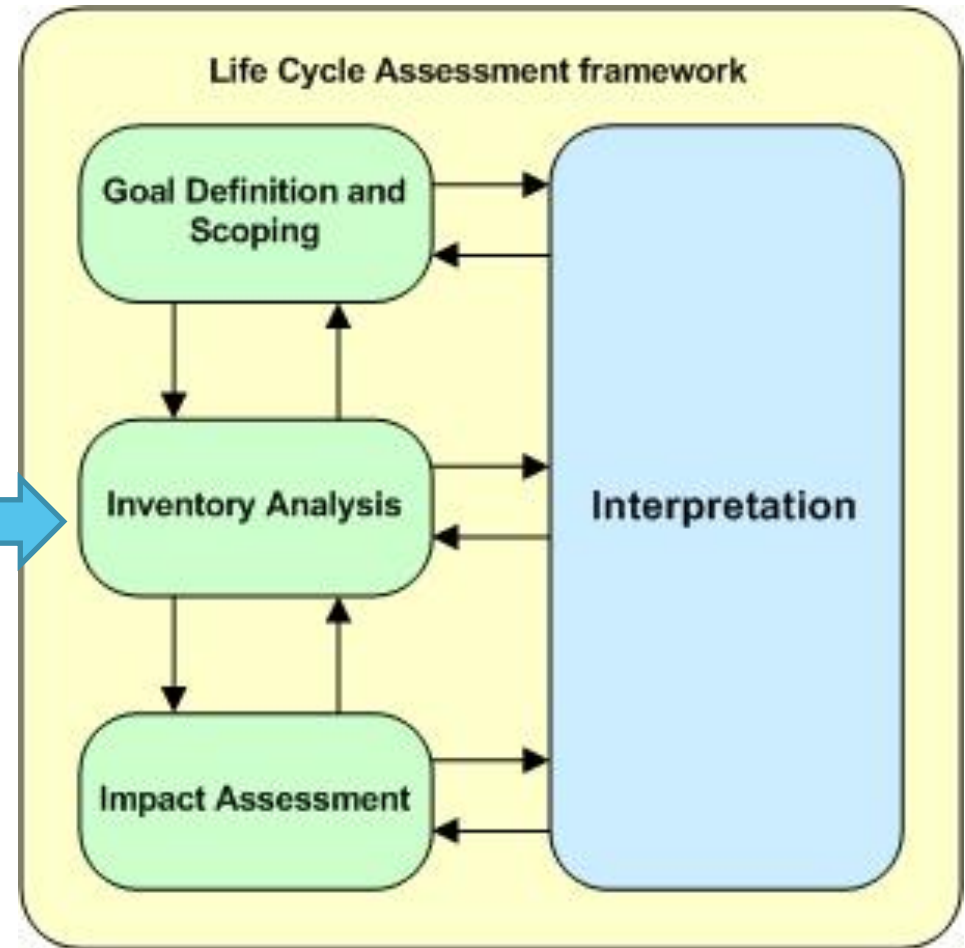 Life Cycle Assessment framework
Goal Definition and
Scoping
Inventory Analysis
Interpretation
Impact Assessment